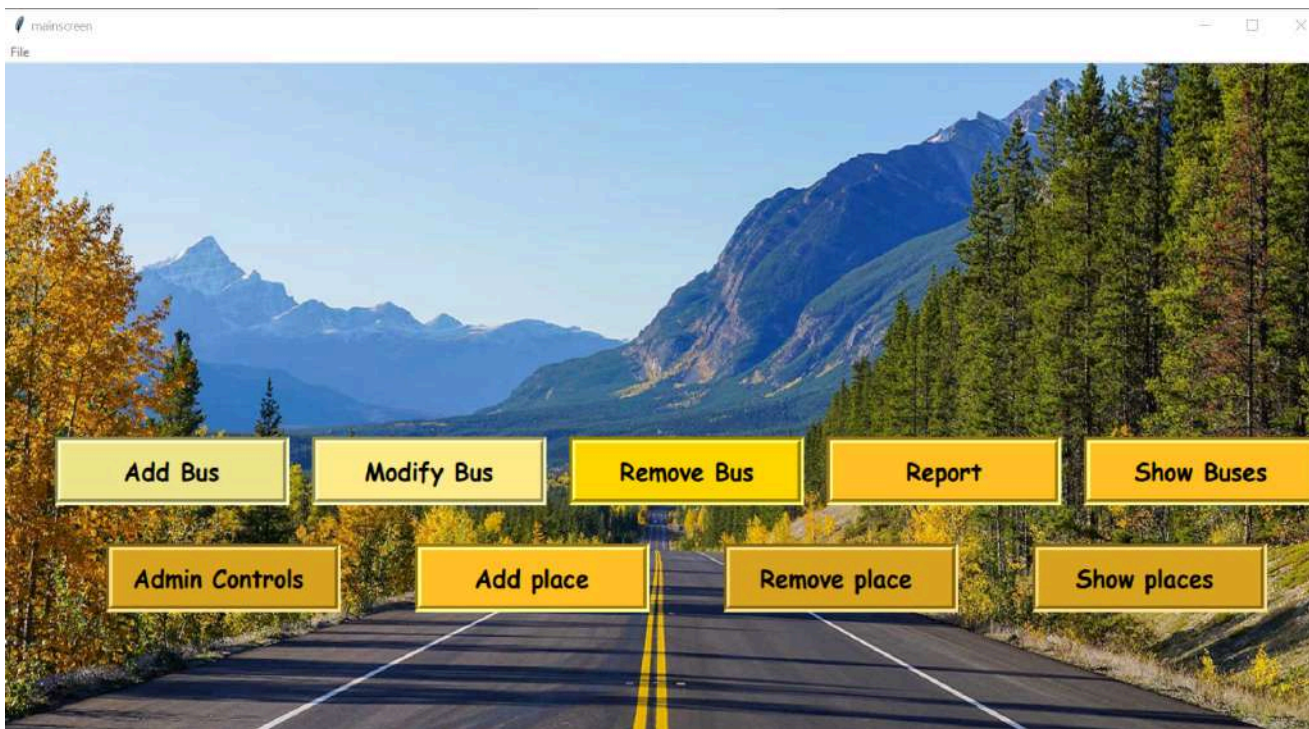 mainscreen
File
Add Bus
Modify Bus
Remove Bus
Report
Show Buses
Admin Controls
Add place
Remove place
Show places